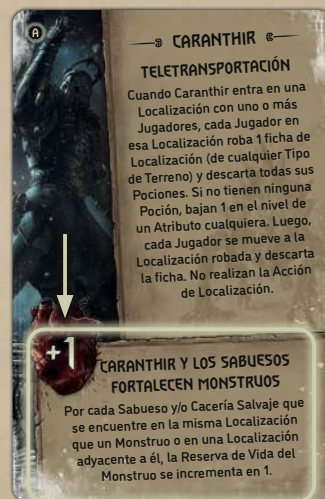 A
CARANTHIR
TELETRANSPORTACIÓN
Cuando Caranthir entra en una
Localización con uno o más
Jugadores, cada Jugador en
esa Localización roba 1 ficha de
Localización (de cualquier Tipo
de Terreno) y descarta todas sus
Pociones. Si no tienen ninguna
Poción, bajan 1 en el nivel de
un Atributo cualquiera. Luego,
cada Jugador se mueve a la
Localización robada y descarta
la ficha. No realizan la Acción
de Localización.
+1
CARANTHIR Y LOS SABUESOS
FORTALECEN MONSTRUOS
Por cada Sabueso y/o Cacería Salvaje que
se encuentre en la misma Localización
que un Monstruo o en una Localización
adyacente a él, la Reserva de Vida del
Monstruo se incrementa en 1.